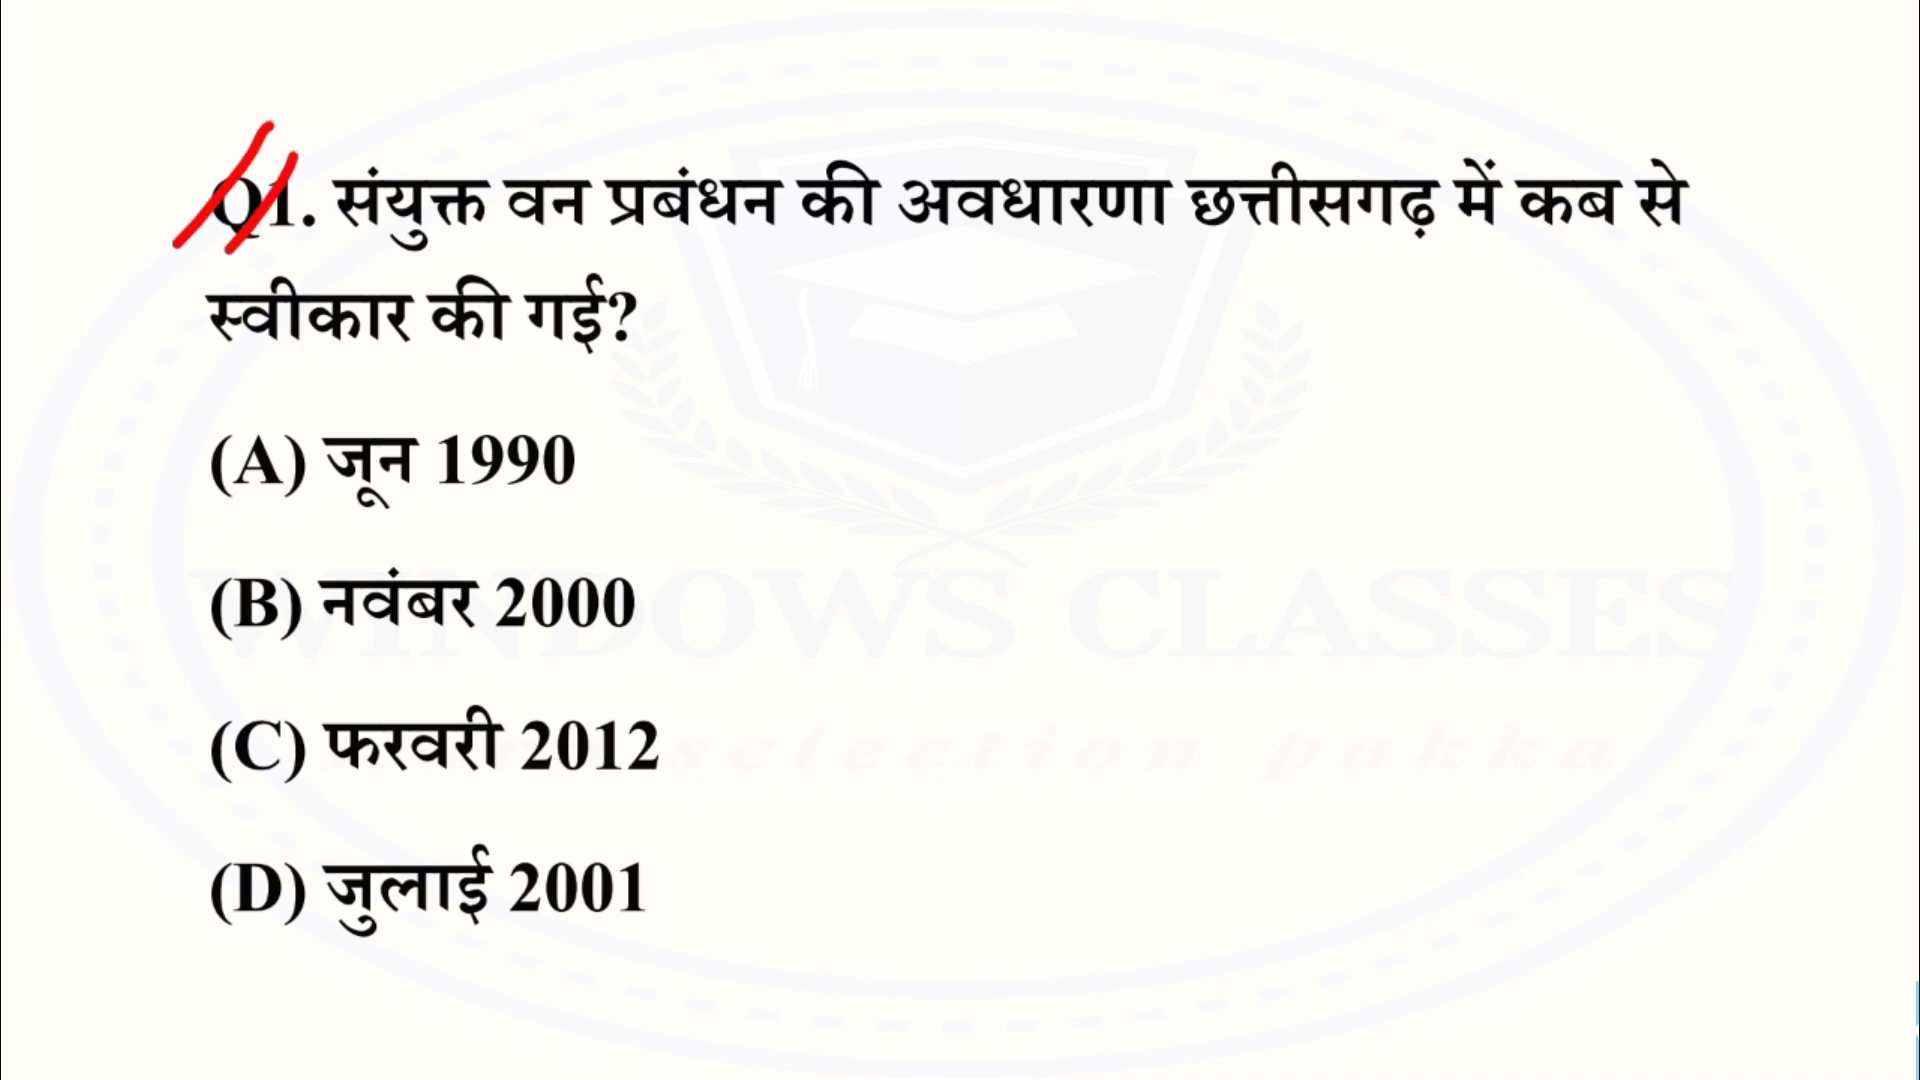 Q1. संयुक्त वन प्रबंधन की अवधारणा छत्तीसगढ़ में कब से
स्वीकार की गई?
(A) जून 1990
(B) नवंबर 2000
WINDOWS CLASSES
(C) फरवरी 2012
selection pakka
(D) जुलाई 2001